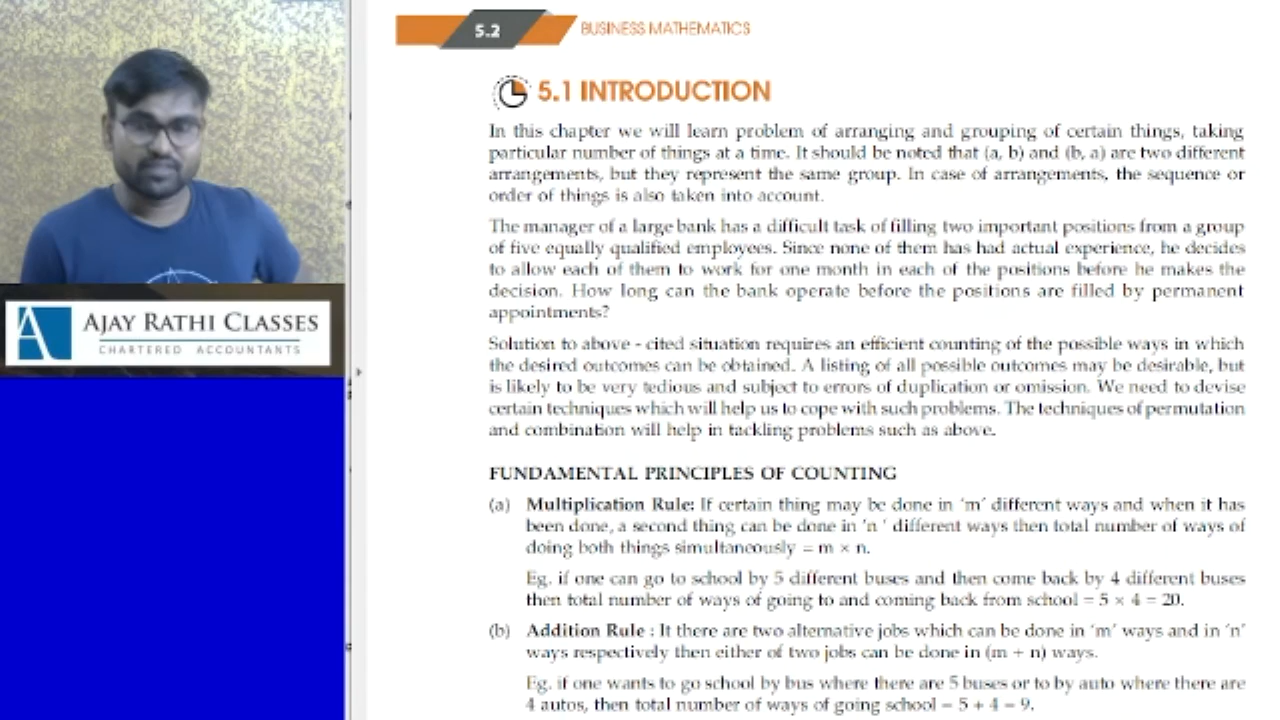 AJAY RATHI CLASSES
CHARTERED ACCOUNTANTS
5.2 BUSINESS MATHEMATICS
5.1 INTRODUCTION
In this chapter we will learn problem of arranging and grouping of certain things, taking
particular number of things at a time. It should be noted that (a, b) and (b, a) are two different
arrangements, but they represent the same group. In case of arrangements, the sequence or
order of things is also taken into account.
The manager of a large bank has a difficult task of filling two important positions from a group
of five equally qualified employees. Since none of them has had actual experience, he decides
to allow each of them to work for one month in each of the positions before he makes the
decision. How long can the bank operate before the positions are filled by permanent
appointments?
Solution to above - cited situation requires an efficient counting of the possible ways in which
the desired outcomes can be obtained. A listing of all possible outcomes may be desirable, but
is likely to be very tedious and subject to errors of duplication or omission. We need to devise
certain techniques which will help us to cope with such problems. The techniques of permutation
and combination will help in tackling problems such as above.
FUNDAMENTAL PRINCIPLES OF COUNTING
(a) Multiplication Rule: If certain thing may be done in 'm' different ways and when it has
been done, a second thing can be done in 'n ' different ways then total number of ways of
doing both things simultaneously = m × n.
Eg. if one can go to school by 5 different buses and then come back by 4 different buses
then total number of ways of going to and coming back from school = 5 × 4 = 20.
(b) Addition Rule : It there are two alternative jobs which can be done in 'm' ways and in 'n'
ways respectively then either of two jobs can be done in (m + n) ways.
Eg. if one wants to go school by bus where there are 5 buses or to by auto where there are
4 autos, then total number of ways of going school = 5 + 4 = 9.